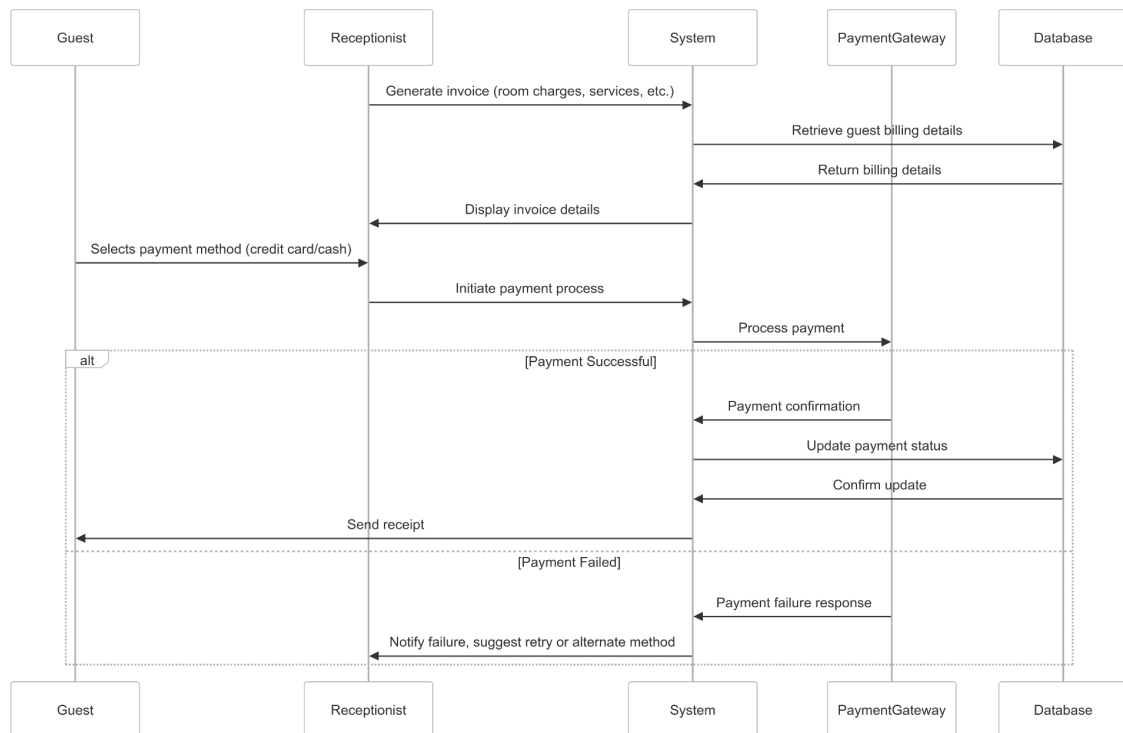 Guest
Receptionist
System
PaymentGateway
Database
Generate invoice (room charges, services, etc.)
Retrieve guest billing details
Return billing details
Display invoice details
Selects payment method (credit card/cash)
Initiate payment process
Process payment
alt
[Payment Successful]
Payment confirmation
Update payment status
Confirm update
Send receipt
[Payment Failed]
Payment failure response
Notify failure, suggest retry or alternate method
Guest
Receptionist
System
PaymentGateway
Database